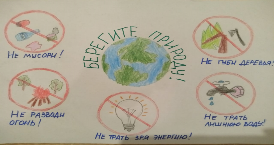 БЕРЕГИТЕ ПРИРОДУ!
НЕ МУСОРИ!
НЕ ГУБИ ДЕРЕВЬЯ!
НЕ РАЗВОДИ
ОГОНЬ!
НЕ ТРАТЬ ЗРЯ ЭНЕРГИЮ!
НЕ ТРАТЬ
ЛИШНЮЮ ВОДУ!